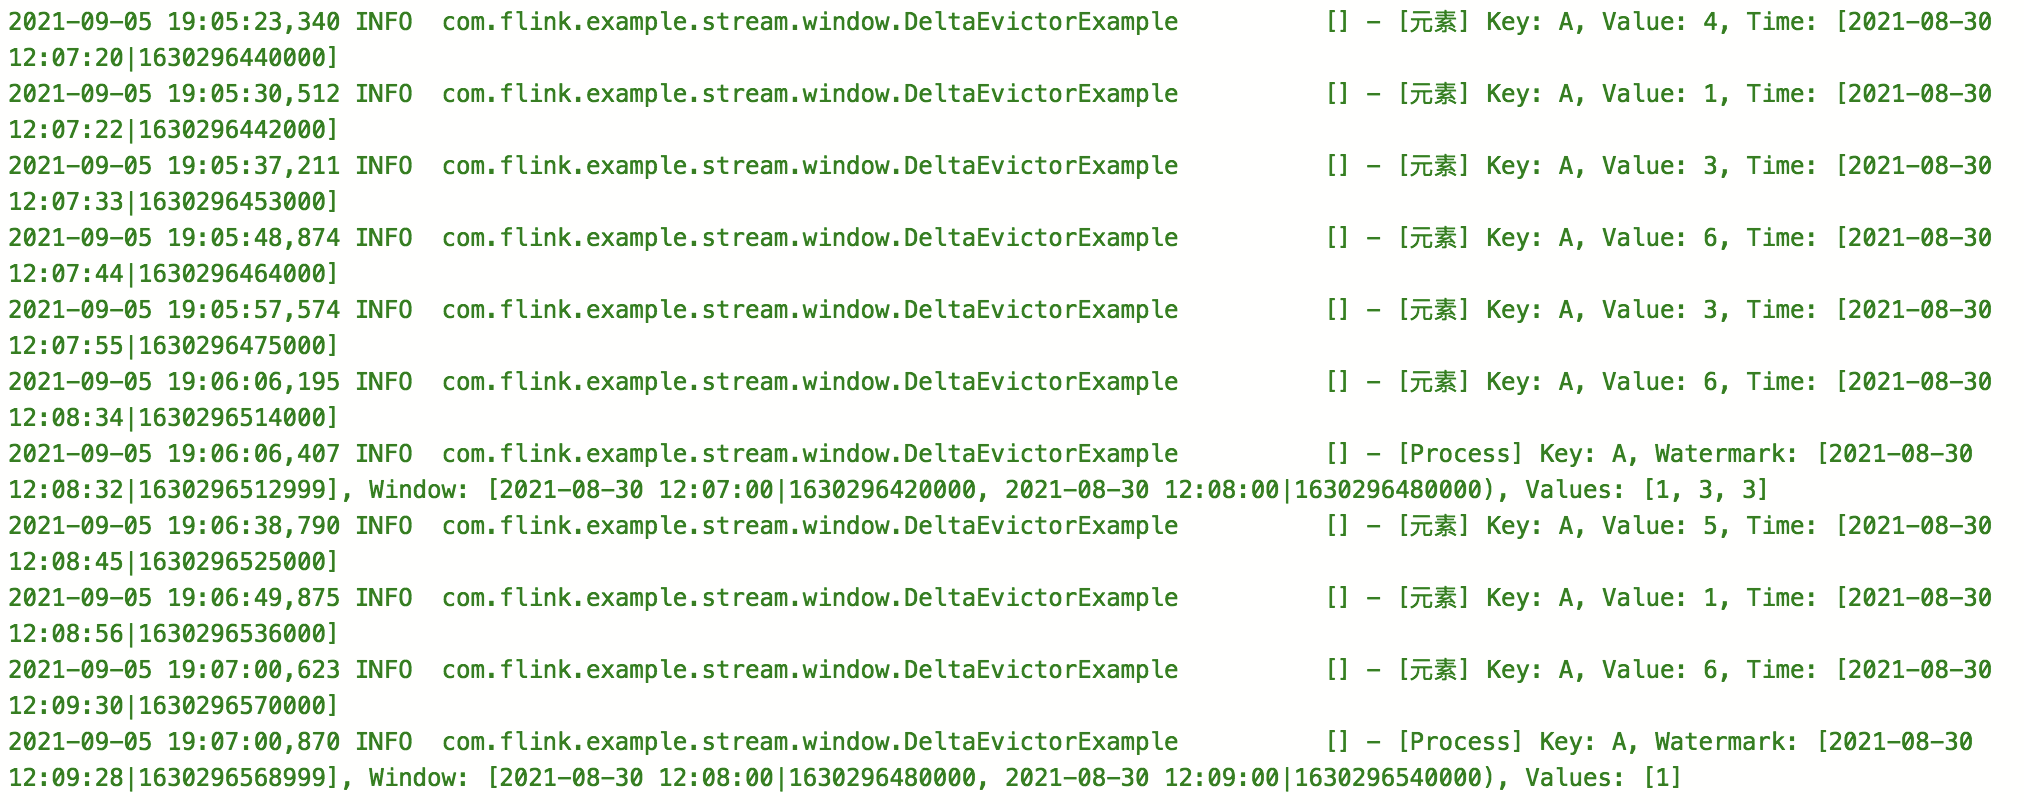 2021-09-05 19:05:23,340 INFO  com.flink.example.stream.window.DeltaEvictorExample          [] - [元素] Key: A, Value: 4, Time: [2021-08-30
12:07:20|1630296440000]
2021-09-05 19:05:30,512 INFO  com.flink.example.stream.window.DeltaEvictorExample          [] - [元素] Key: A, Value: 1, Time: [2021-08-30
12:07:22|1630296442000]
2021-09-05 19:05:37,211 INFO  com.flink.example.stream.window.DeltaEvictorExample          [] - [元素] Key: A, Value: 3, Time: [2021-08-30
12:07:33|1630296453000]
2021-09-05 19:05:48,874 INFO  com.flink.example.stream.window.DeltaEvictorExample          [] - [元素] Key: A, Value: 6, Time: [2021-08-30
12:07:44|1630296464000]
2021-09-05 19:05:57,574 INFO  com.flink.example.stream.window.DeltaEvictorExample          [] - [元素] Key: A, Value: 3, Time: [2021-08-30
12:07:55|1630296475000]
2021-09-05 19:06:06,195 INFO  com.flink.example.stream.window.DeltaEvictorExample          [] - [元素] Key: A, Value: 6, Time: [2021-08-30
12:08:34|1630296514000]
2021-09-05 19:06:06,407 INFO  com.flink.example.stream.window.DeltaEvictorExample          [] - [Process] Key: A, Watermark: [2021-08-30
12:08:32|1630296512999], Window: [2021-08-30 12:07:00|1630296420000, 2021-08-30 12:08:00|1630296480000), Values: [1, 3, 3]
2021-09-05 19:06:38,790 INFO  com.flink.example.stream.window.DeltaEvictorExample          [] - [元素] Key: A, Value: 5, Time: [2021-08-30
12:08:45|1630296525000]
2021-09-05 19:06:49,875 INFO  com.flink.example.stream.window.DeltaEvictorExample          [] - [元素] Key: A, Value: 1, Time: [2021-08-30
12:08:56|1630296536000]
2021-09-05 19:07:00,623 INFO  com.flink.example.stream.window.DeltaEvictorExample          [] - [元素] Key: A, Value: 6, Time: [2021-08-30
12:09:30|1630296570000]
2021-09-05 19:07:00,870 INFO  com.flink.example.stream.window.DeltaEvictorExample          [] - [Process] Key: A, Watermark: [2021-08-30
12:09:28|1630296568999], Window: [2021-08-30 12:08:00|1630296480000, 2021-08-30 12:09:00|1630296540000), Values: [1]